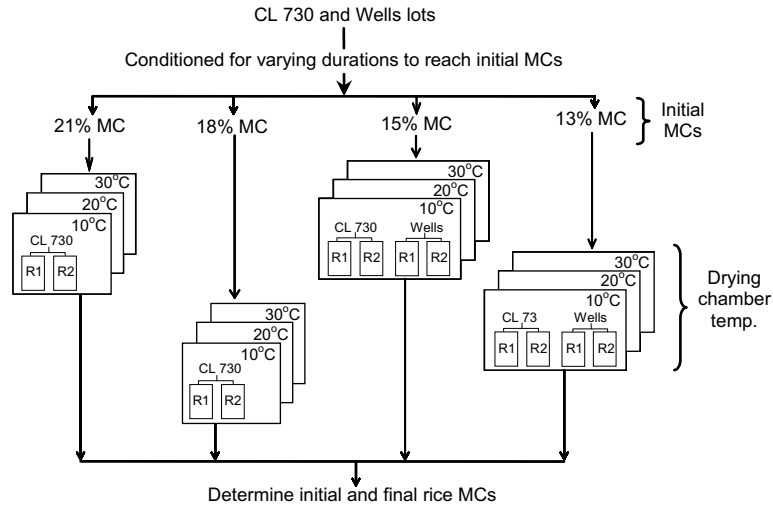 CL 730 and Wells lots
Conditioned for varying durations to reach initial MCs
21% MC
18% MC
15% MC
13% MC
Initial
MCs
30°C
20°C
10°C
CL 730
R1 R2
30°C
20°C
10°C
CL 730
R1 R2
30°C
20°C
10°C
CL 730 Wells
R1 R2 R1 R2
30°C
20°C
10°C
CL 73 Wells
R1 R2 R1 R2
Drying
chamber
temp.
Determine initial and final rice MCs